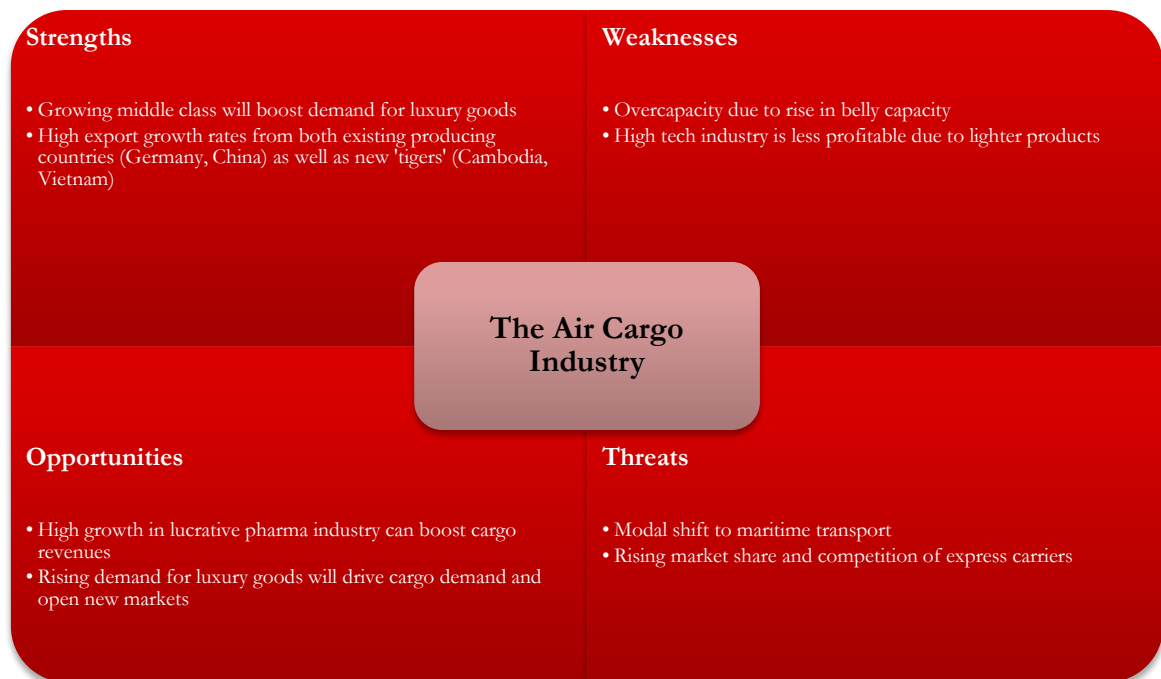 Strengths
• Growing middle class will boost demand for luxury goods
• High export growth rates from both existing producing
countries (Germany, China) as well as new 'tigers' (Cambodia,
Vietnam)
Weaknesses
• Overcapacity due to rise in belly capacity
• High tech industry is less profitable due to lighter products
The Air Cargo
Industry
Opportunities
• High growth in lucrative pharma industry can boost cargo
revenues
• Rising demand for luxury goods will drive cargo demand and
open new markets
Threats
• Modal shift to maritime transport
• Rising market share and competition of express carriers